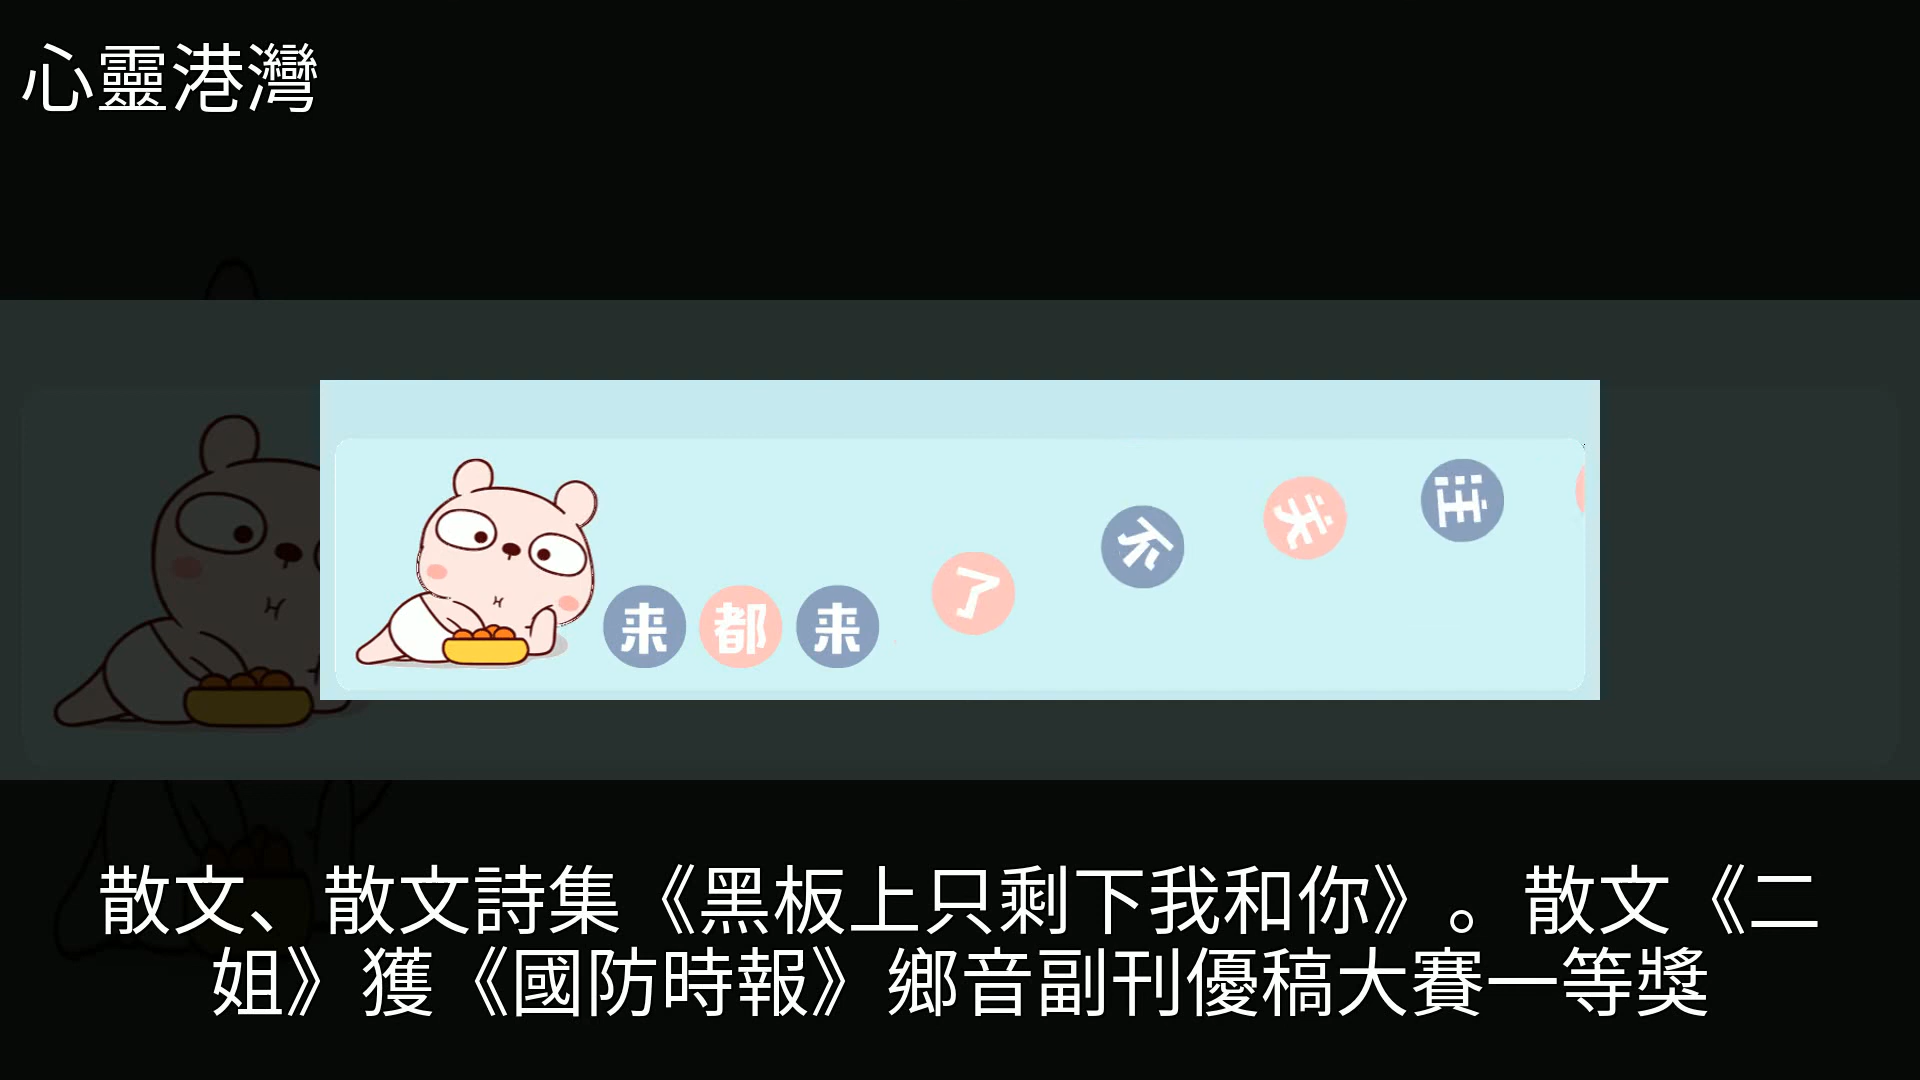 心靈港灣
来都来了不关注
散文、散文詩集《黑板上只剩下我和你》。散文《二
姐》獲《國防時報》鄉音副刊優稿大賽一等獎